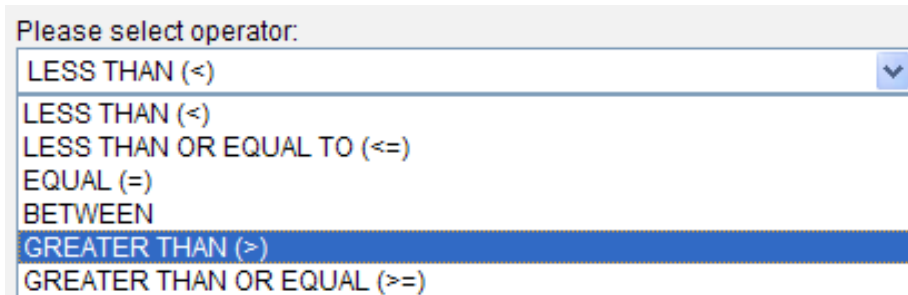 Please select operator:
LESS THAN (<)
LESS THAN (<)
LESS THAN OR EQUAL TO (<=)
EQUAL (=)
BETWEEN
GREATER THAN (>)
GREATER THAN OR EQUAL (>=)